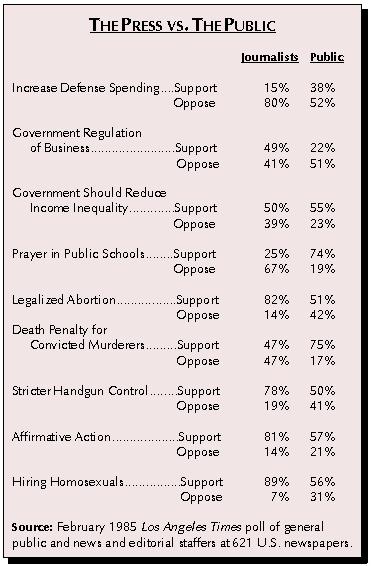 THE PRESS VS. THE PUBLIC
Journalists Public
Increase Defense Spending....Support 15% 38%
Oppose 80% 52%
Government Regulation
of Business.........................Support 49% 22%
Oppose 41% 51%
Government Should Reduce
Income Inequality..............Support 50% 55%
Oppose 39% 23%
Prayer in Public Schools........Support 25% 74%
Oppose 67% 19%
Legalized Abortion..................Support 82% 51%
Oppose 14% 42%
Death Penalty for
Convicted Murderers.........Support 47% 75%
Oppose 47% 17%
Stricter Handgun Control........Support 78% 50%
Oppose 19% 41%
Affirmative Action....................Support 81% 57%
Oppose 14% 21%
Hiring Homosexuals.................Support 89% 56%
Oppose 7% 31%
Source: February 1985 Los Angeles Times poll of general
public and news and editorial staffers at 621 U.S. newspapers.